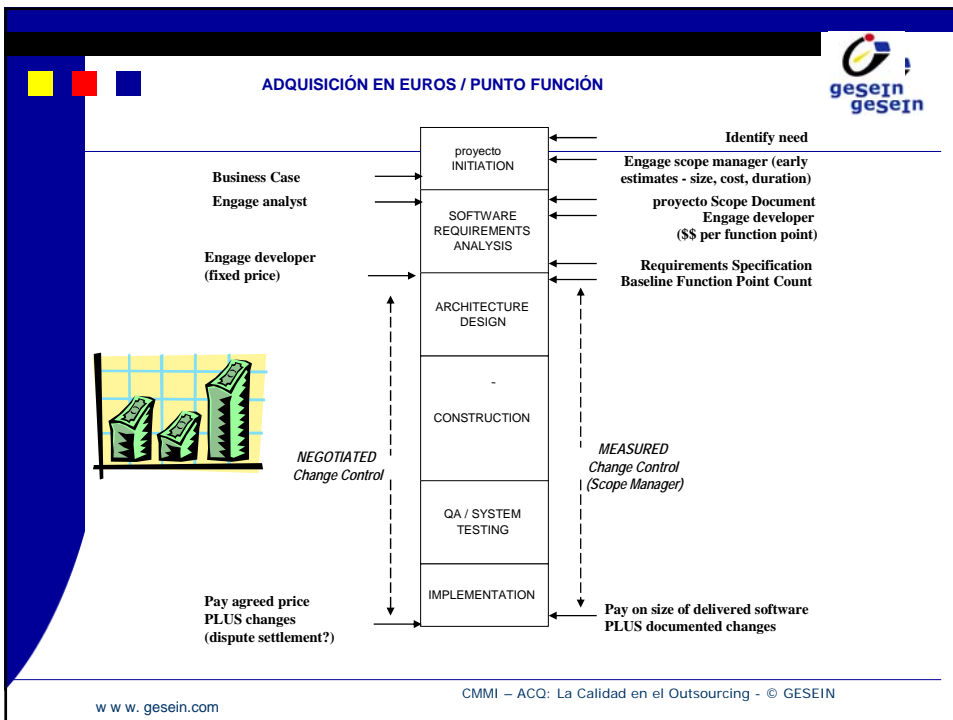 gesein
gesein
ADQUISICIÓN EN EUROS / PUNTO FUNCIÓN
proyecto
INITIATION
SOFTWARE
REQUIREMENTS
ANALYSIS
ARCHITECTURE
DESIGN
-
CONSTRUCTION
QA / SYSTEM
TESTING
IMPLEMENTATION
Business Case
Engage analyst
Engage developer
(fixed price)
NEGOTIATED
Change Control
Pay agreed price
PLUS changes
(dispute settlement?)
Identify need
Engage scope manager (early
estimates - size, cost, duration)
proyecto Scope Document
Engage developer
($$ per function point)
Requirements Specification
Baseline Function Point Count
MEASURED
Change Control
(Scope Manager)
Pay on size of delivered software
PLUS documented changes
w w w. gesein.com
CMMI – ACQ: La Calidad en el Outsourcing - © GESEIN